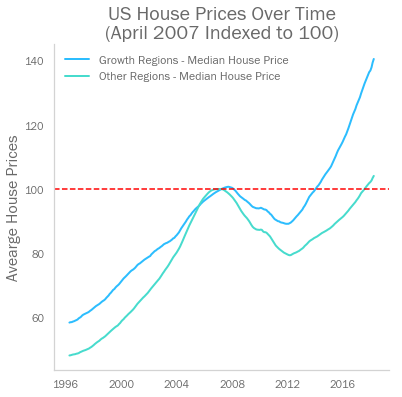 US House Prices Over Time
(April 2007 Indexed to 100)
Growth Regions - Median House Price
Other Regions - Median House Price
Avearge House Prices
140
120
100
80
60
1996
2000
2004
2008
2012
2016